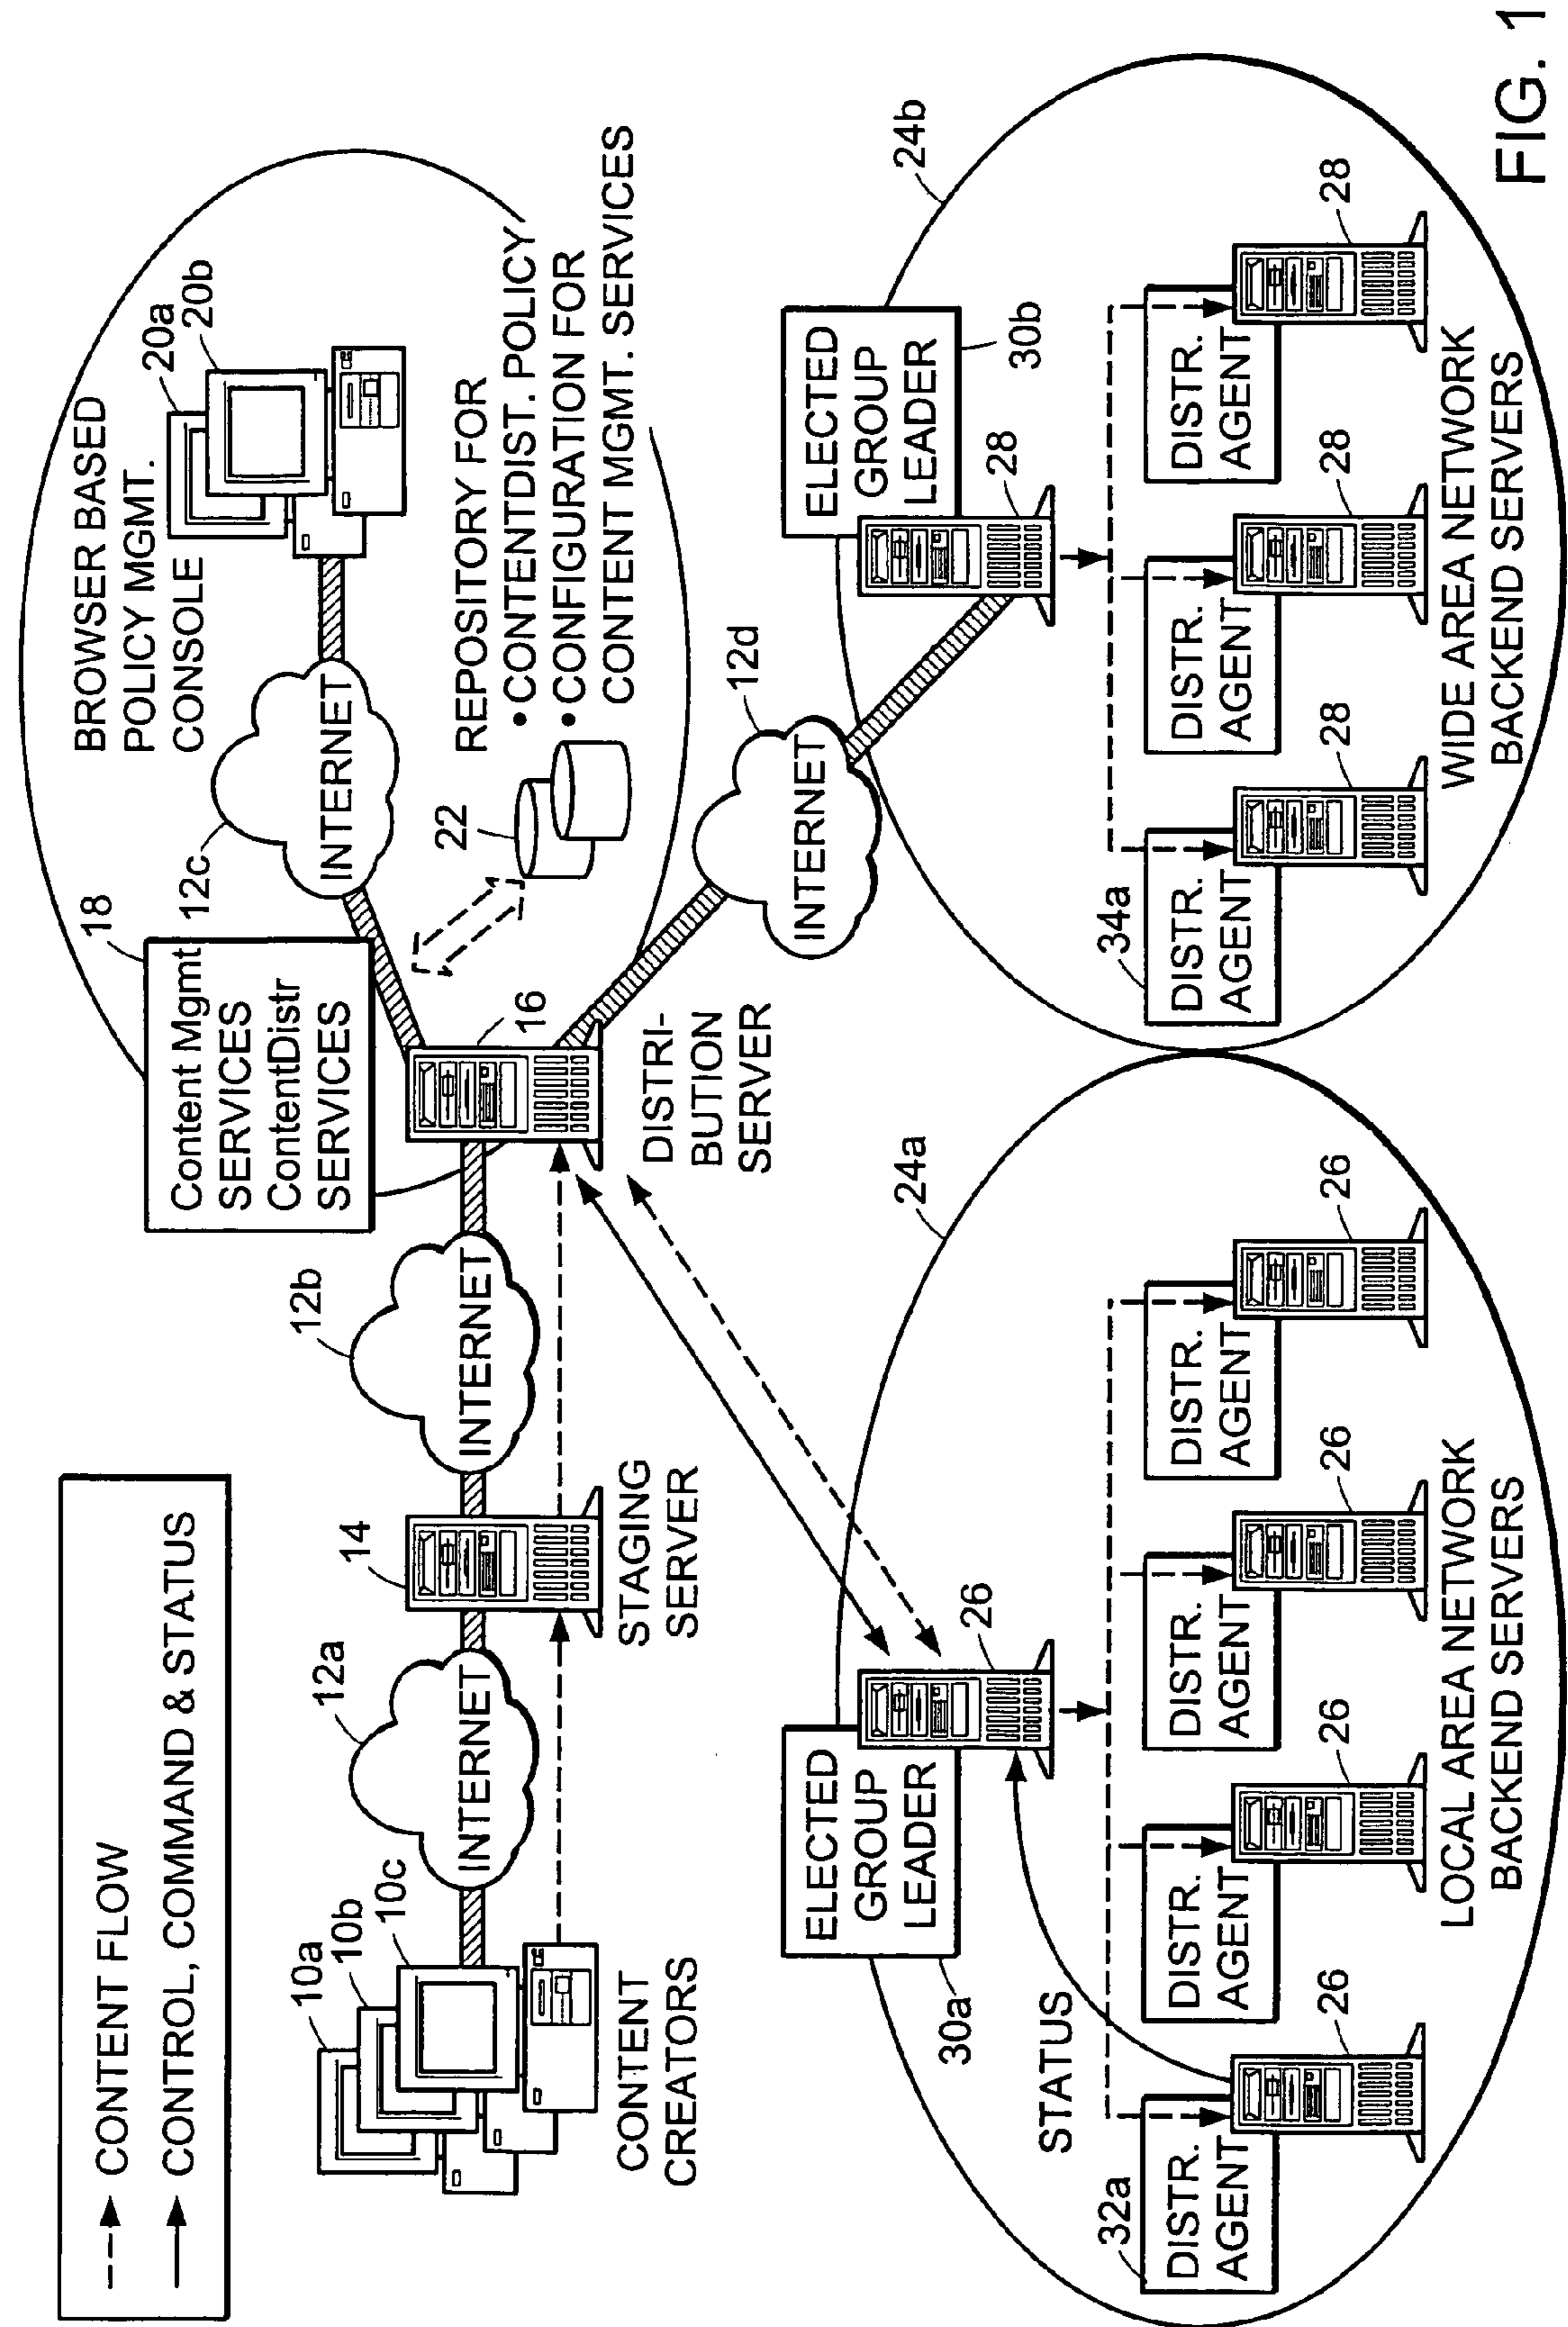 CONTENT FLOW
CONTROL, COMMAND & STATUS
10a
10b
10c
CONTENT
CREATORS
12a
INTERNET
14
STAGING
SERVER
12b
INTERNET
18
Content Mgmt
SERVICES
ContentDistr
SERVICES
16
DISTRI-
BUTION
SERVER
12c
INTERNET
BROWSER BASED
POLICY MGMT.
CONSOLE
20a
20b
22
REPOSITORY FOR
• CONTENTDIST. POLICY
• CONFIGURATION FOR
CONTENT MGMT. SERVICES
12d
INTERNET
24a
ELECTED
GROUP
LEADER
30a
26
STATUS
32a
DISTR.
AGENT
26
DISTR.
AGENT
26
DISTR.
AGENT
26
DISTR.
AGENT
26
LOCAL AREA NETWORK
BACKEND SERVERS
24b
ELECTED
GROUP
LEADER
30b
28
34a
DISTR.
AGENT
28
DISTR.
AGENT
28
DISTR.
AGENT
28
WIDE AREA NETWORK
BACKEND SERVERS
FIG. 1